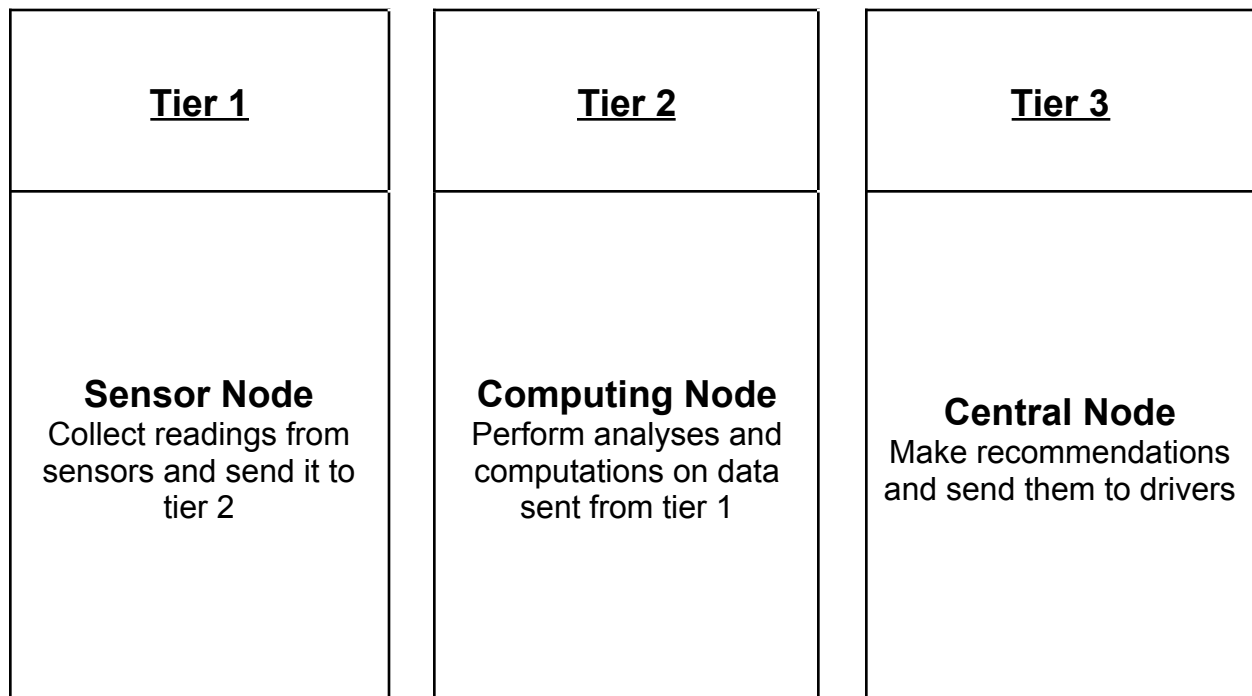 Tier 1
Tier 2
Tier 3
Sensor Node
Collect readings from
sensors and send it to
tier 2
Computing Node
Perform analyses and
computations on data
sent from tier 1
Central Node
Make recommendations
and send them to drivers